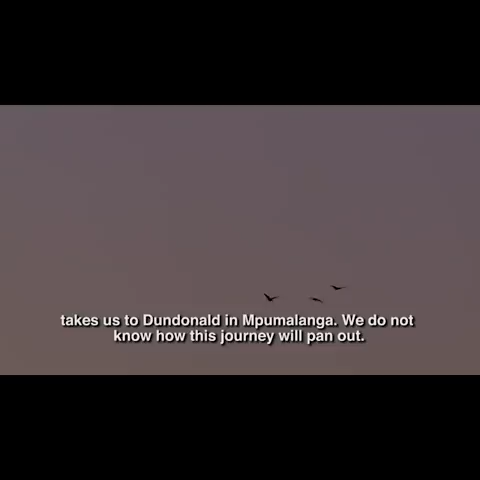 takes us to Dundonald in Mpumalanga. We do not
know how this journey will pan out.